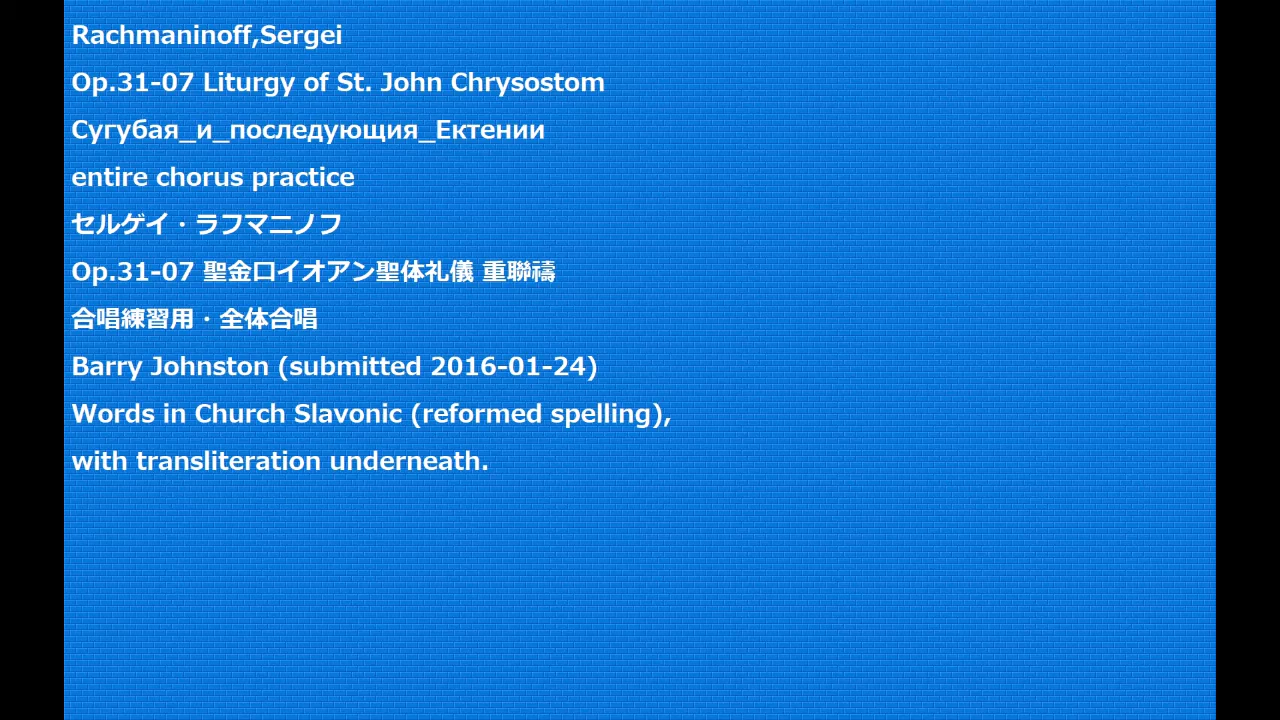 Rachmaninoff,Sergei
Op.31-07 Liturgy of St. John Chrysostom
Сугубая_и_последующия_Ектении
entire chorus practice
セルゲイ・ラフマニノフ
Op.31-07 聖金ロイオアン聖体礼儀 重聯禱
合唱練習用・全体合唱
Barry Johnston (submitted 2016-01-24)
Words in Church Slavonic (reformed spelling),
with transliteration underneath.